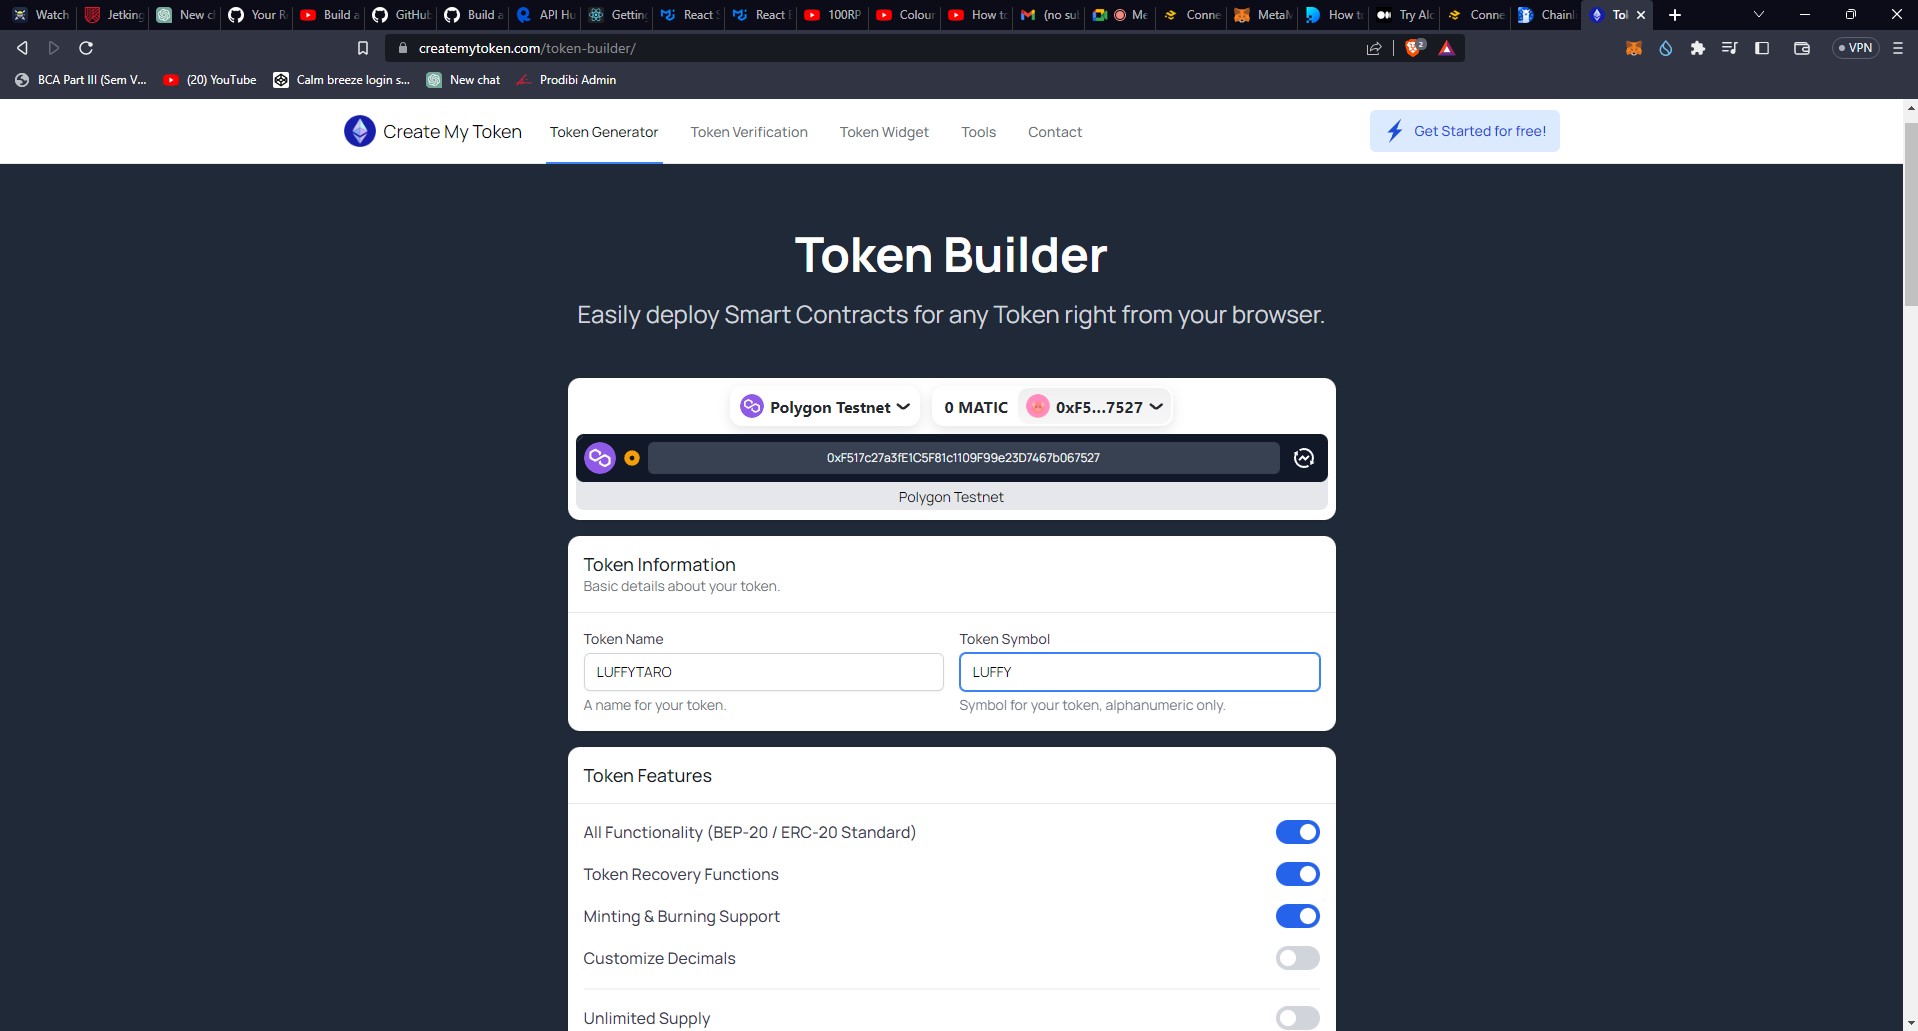 Watch Jetking New c Your R Build a GitHub Build a API Hu Getting React S React 100RP Colour How to (no sul Me Conne MetaM How t Try Alc Conne Chainl Tok
createmytoken.com/token-builder/ 2 VPN
BCA Part III (Sem V... (20) YouTube Calm breeze login s... New chat Prodibi Admin
Create My Token Token Generator Token Verification Token Widget Tools Contact Get Started for free!
Token Builder
Easily deploy Smart Contracts for any Token right from your browser.
Polygon Testnet 0 MATIC 0xF5...7527
0xF517c27a3fE1C5F81c1109F99e23D7467b067527
Polygon Testnet
Token Information
Basic details about your token.
Token Name Token Symbol
LUFFYTARO LUFFY
A name for your token. Symbol for your token, alphanumeric only.
Token Features
All Functionality (BEP-20 / ERC-20 Standard)
Token Recovery Functions
Minting & Burning Support
Customize Decimals
Unlimited Supply